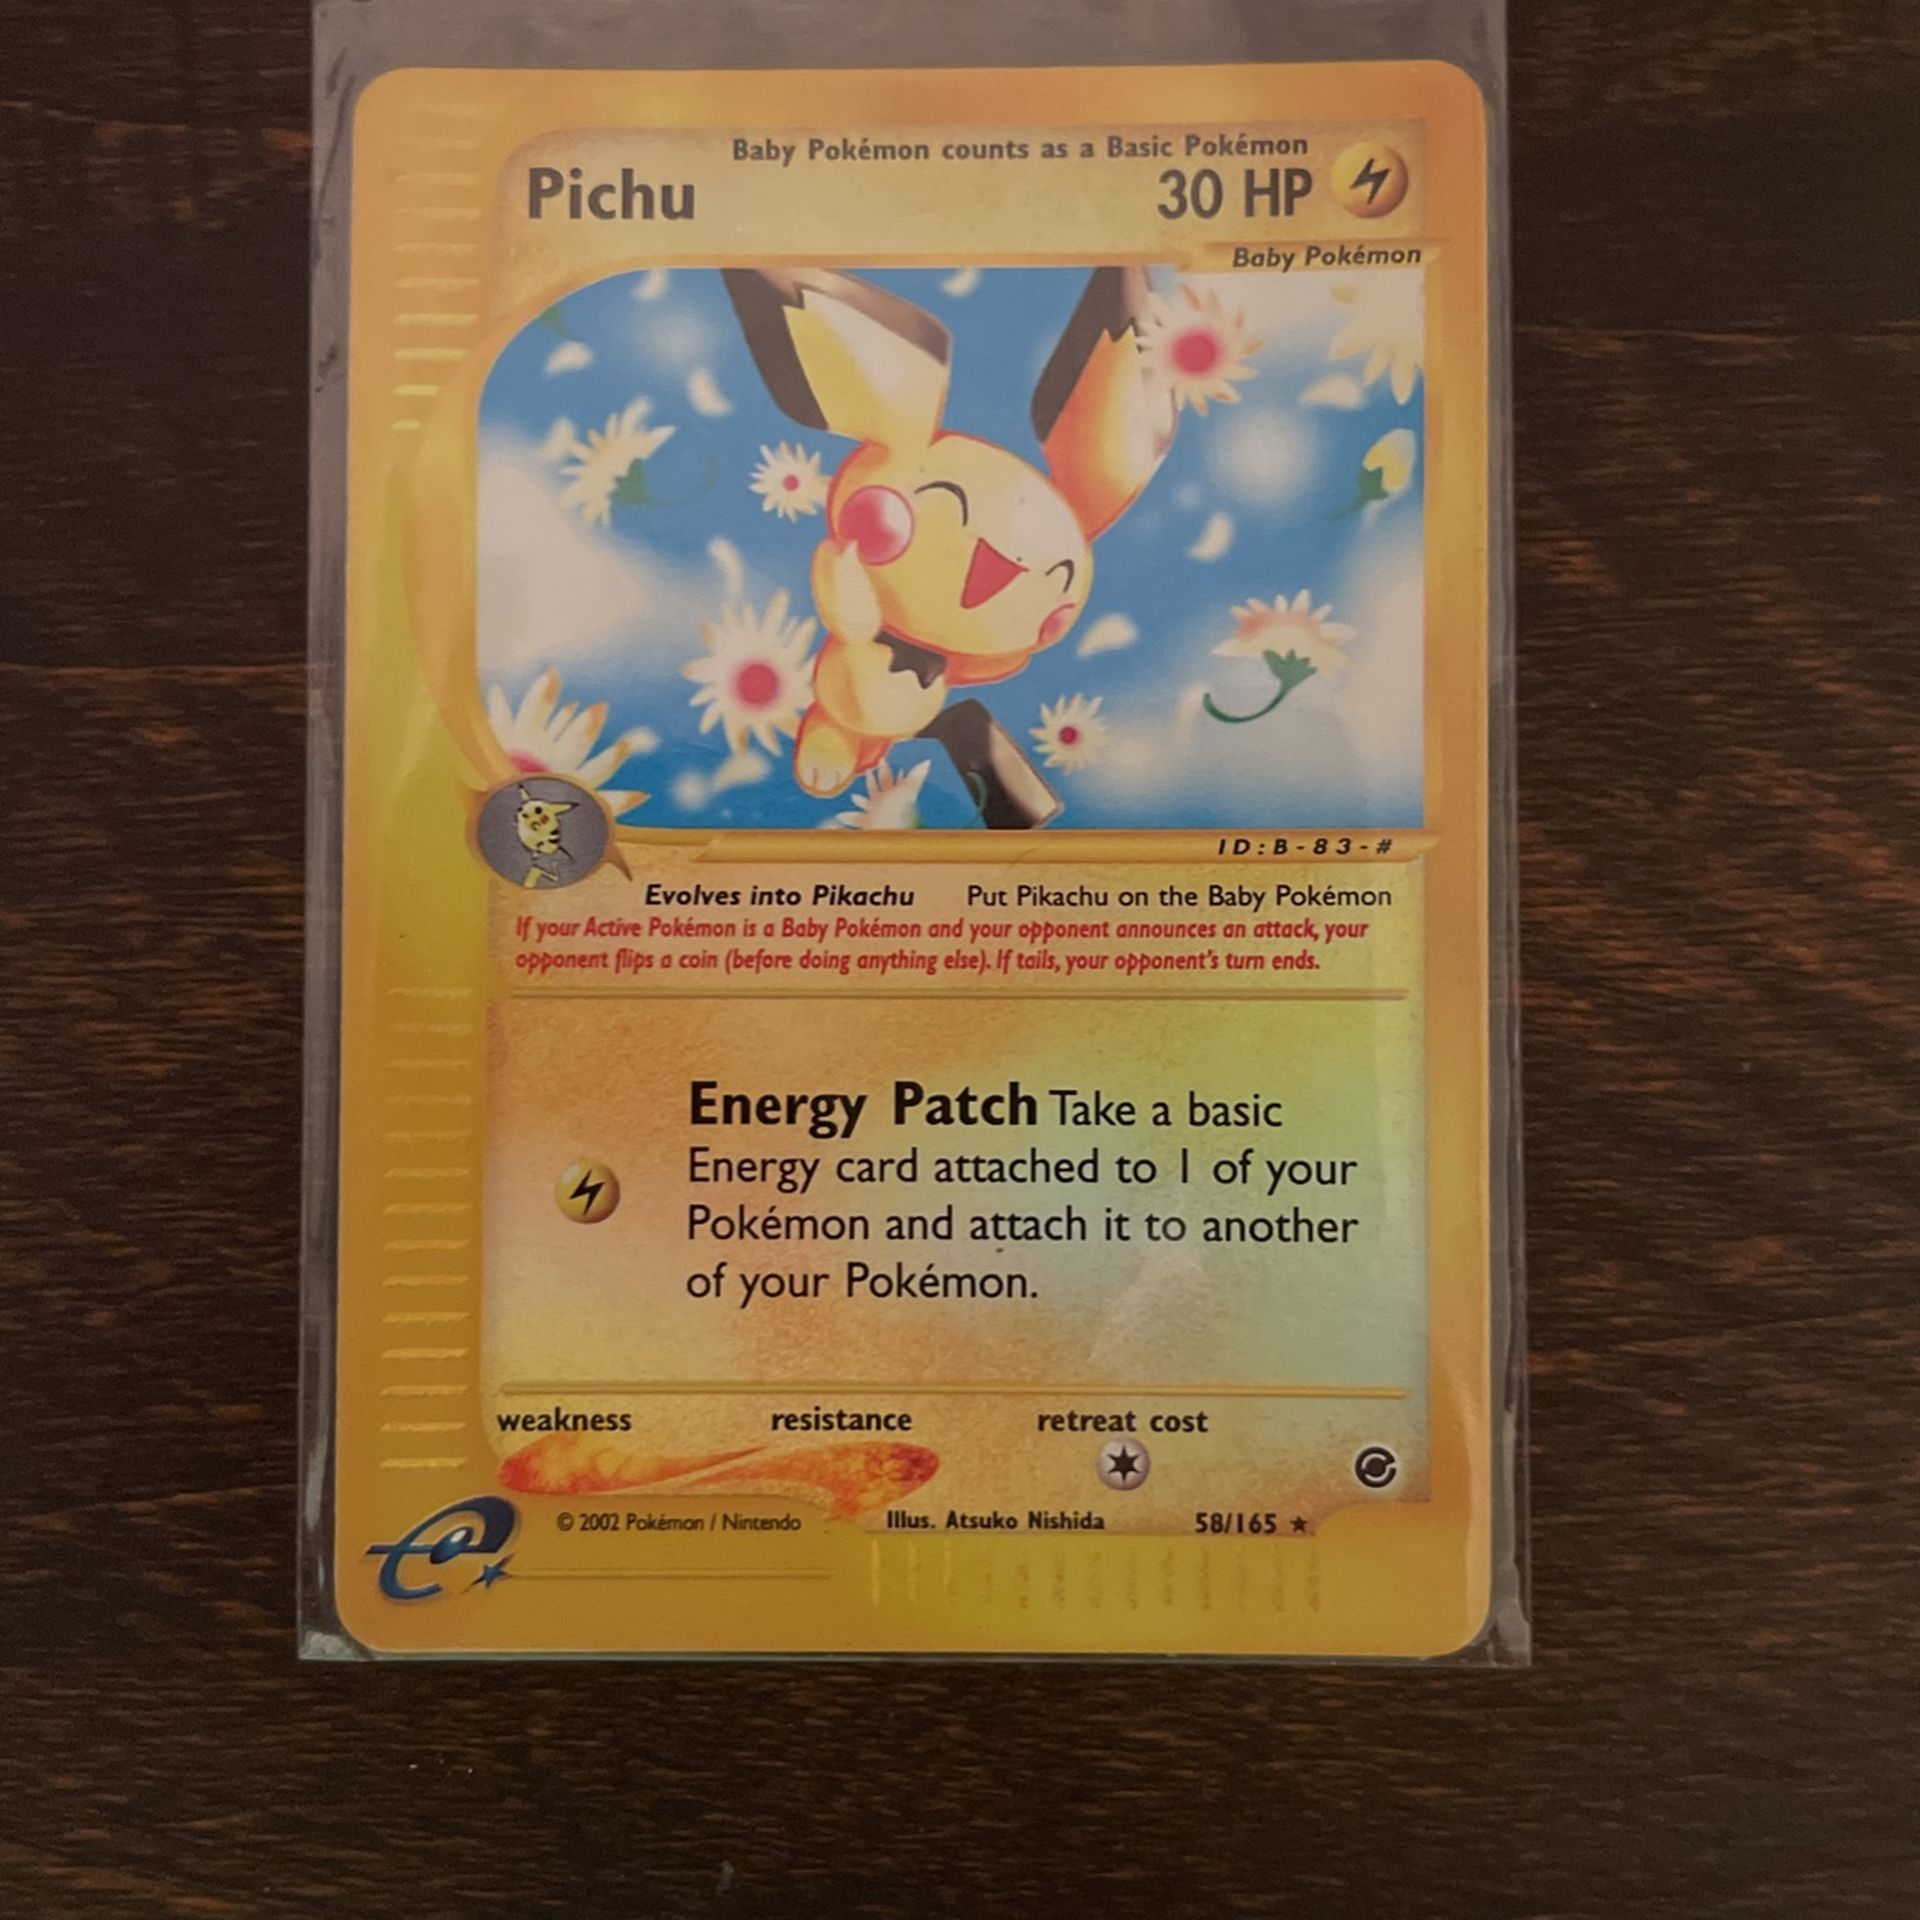 Baby Pokémon counts as a Basic Pokémon
Pichu 30 HP
Baby Pokémon
ID:B-83-#
Evolves into Pikachu Put Pikachu on the Baby Pokémon
If your Active Pokémon is a Baby Pokémon and your opponent announces an attack, your
opponent flips a coin (before doing anything else). If tails, your opponent's turn ends.
Energy Patch Take a basic
Energy card attached to 1 of your
Pokémon and attach it to another
of your Pokémon.
weakness resistance retreat cost
e
© 2002 Pokémon / Nintendo Illus. Atsuko Nishida 58/165 ★